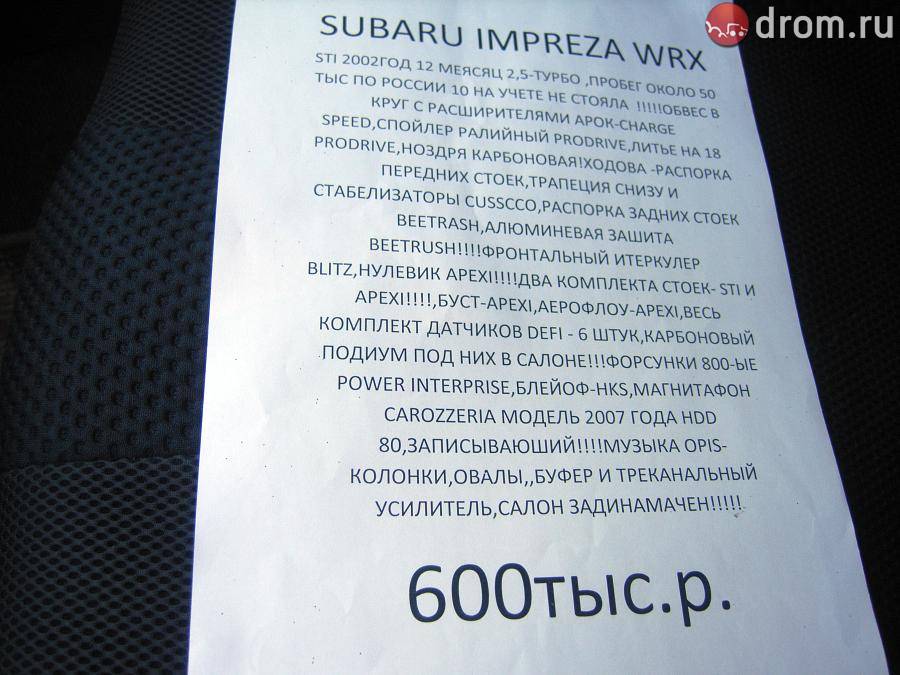 drom.ru
SUBARU IMPREZA WRX
STI 2002ГОД 12 МЕЯСЯЦ 2,5-ТУРБО ,ПРОБЕГ ОКОЛО 50
ТЫС ПО РОССИИ 10 НА УЧЕТЕ НЕ СТОЯЛА !!!!!ОБВЕС В
КРУГ С РАСШИРИТЕЛЯМИ АРОК-CHARGE
SPEED,СПОЙЛЕР РАЛИЙНЫЙ PRODRIVE,ЛИТЬЕ НА 18
PRODRIVE,НОЗДРЯ КАРБОНОВАЯ!ХОДОВА -РАСПОРКА
ПЕРЕДНИХ СТОЕК,ТРАПЕЦИЯ СНИЗУ И
СТАБЕЛИЗАТОРЫ CUSSCCO,РАСПОРКА ЗАДНИХ СТОЕК
BEETRASH,АЛЮМИНЕВАЯ ЗАШИТА
BEETRUSH!!!!ФРОНТАЛЬНЫЙ ИТЕРКУЛЕР
BLITZ,НУЛЕВИК APEXI!!!!!ДВА КОМПЛЕКТА СТОЕК- STI И
APEXI!!!!,БУСТ-APEXI,АЕРОФЛОУ-APEXI,ВЕСЬ
КОМПЛЕКТ ДАТЧИКОВ DEFI - 6 ШТУК,КАРБОНОВЫЙ
ПОДИУМ ПОД НИХ В САЛОНЕ!!!ФОРСУНКИ 800-ЫЕ
POWER INTERPRISE,БЛЕЙОФ-HKS,МАГНИТАФОН
CAROZZERIA МОДЕЛЬ 2007 ГОДА HDD
80,ЗАПИСЫВАЮШИЙ!!!!МУЗЫКА OPIS-
КОЛОНКИ,ОВАЛЫ,,БУФЕР И ТРЕКАНАЛЬНЫЙ
УСИЛИТЕЛЬ,САЛОН ЗАДИНАМАЧЕН!!!!!
600тыс.р.